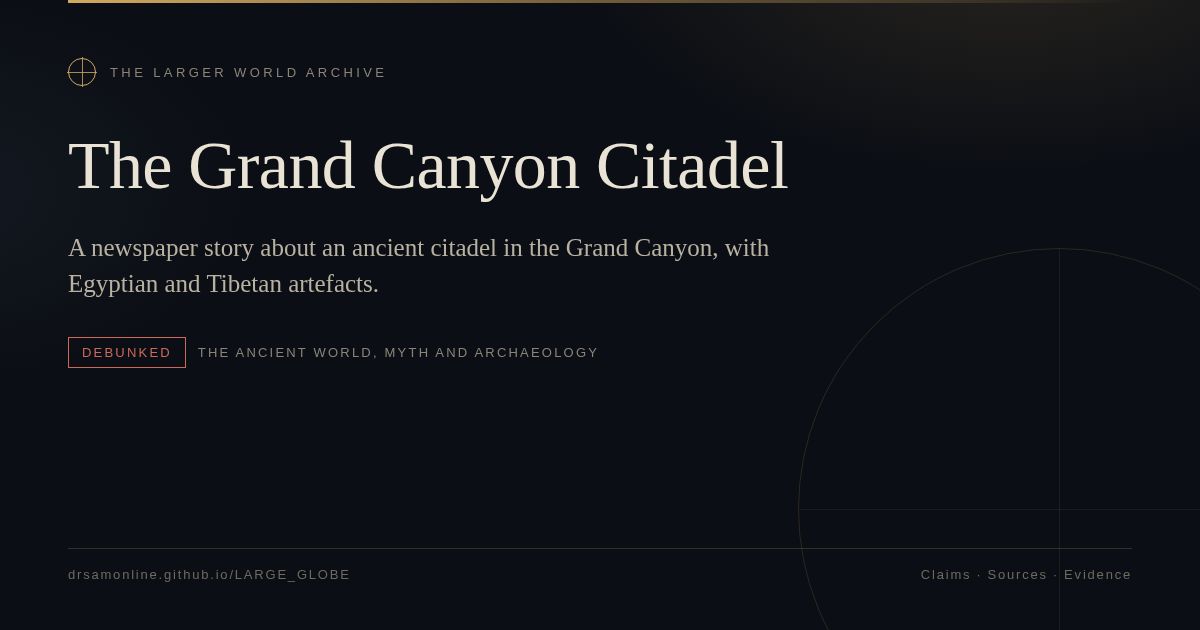 THE LARGER WORLD ARCHIVE
The Grand Canyon Citadel
A newspaper story about an ancient citadel in the Grand Canyon, with
Egyptian and Tibetan artefacts.
DEBUNKED THE ANCIENT WORLD, MYTH AND ARCHAEOLOGY
drsamonline.github.io/LARGE_GLOBE Claims · Sources · Evidence